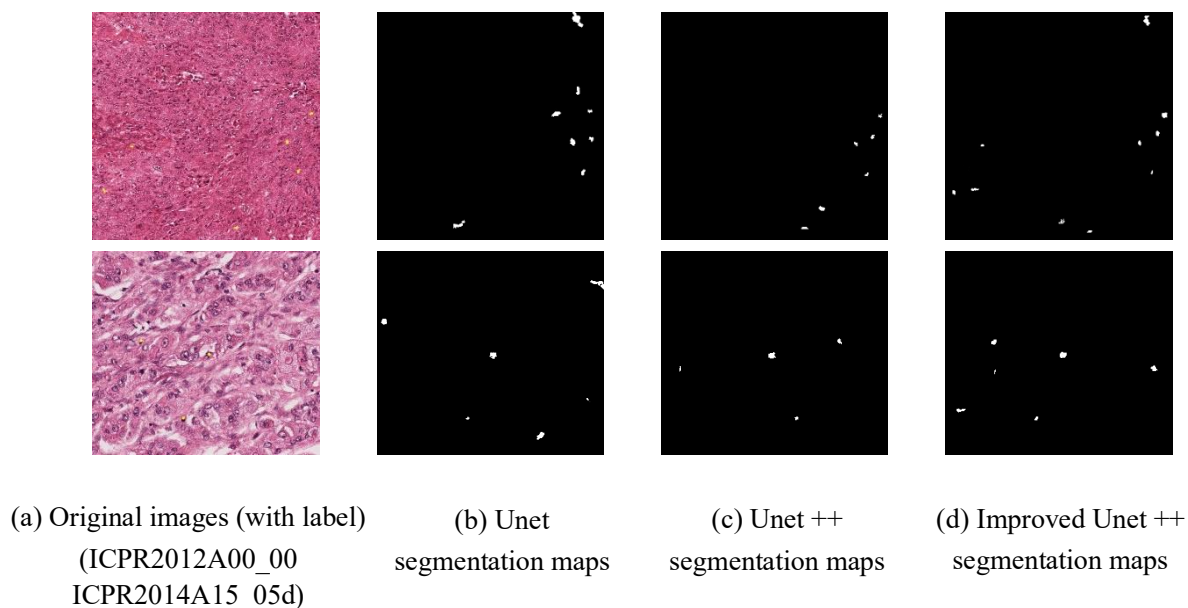 (a) Original images (with label)
(ICPR2012A00_00
ICPR2014A15_05d)
(b) Unet
segmentation maps
(c) Unet ++
segmentation maps
(d) Improved Unet ++
segmentation maps